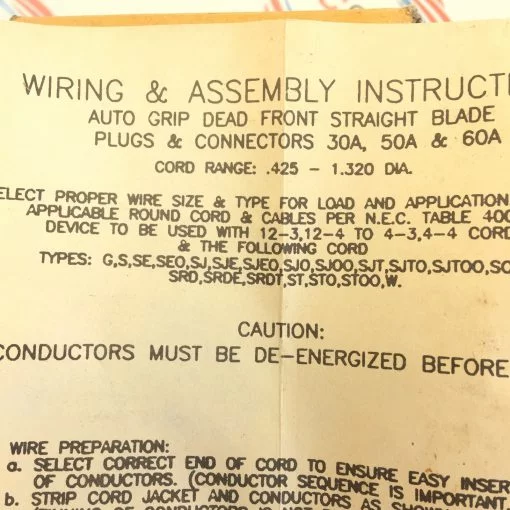 WIRING & ASSEMBLY INSTRUCTI
AUTO GRIP DEAD FRONT STRAIGHT BLADE
PLUGS & CONNECTORS 30A, 50A & 60A
CORD RANGE: .425 - 1.320 DIA.
ELECT PROPER WIRE SIZE & TYPE FOR LOAD AND APPLICATION
APPLICABLE ROUND CORD & CABLES PER N.E.C. TABLE 400
DEVICE TO BE USED WITH 12-3,12-4 TO 4-3,4-4 CORD
& THE FOLLOWING CORD
TYPES: G,S,SE,SEO,SJ,SJE,SJEO,SJO,SJOO,SJT,SJTO,SJTOO,SO
SRD,SRDE,SRDT,ST,STO,STOO,W.
CAUTION:
CONDUCTORS MUST BE DE-ENERGIZED BEFORE
WIRE PREPARATION:
a. SELECT CORRECT END OF CORD TO ENSURE EASY INSER
OF CONDUCTORS. (CONDUCTOR SEQUENCE IS IMPORTANT
b. STRIP CORD JACKET AND CONDUCTORS AS SHOWN